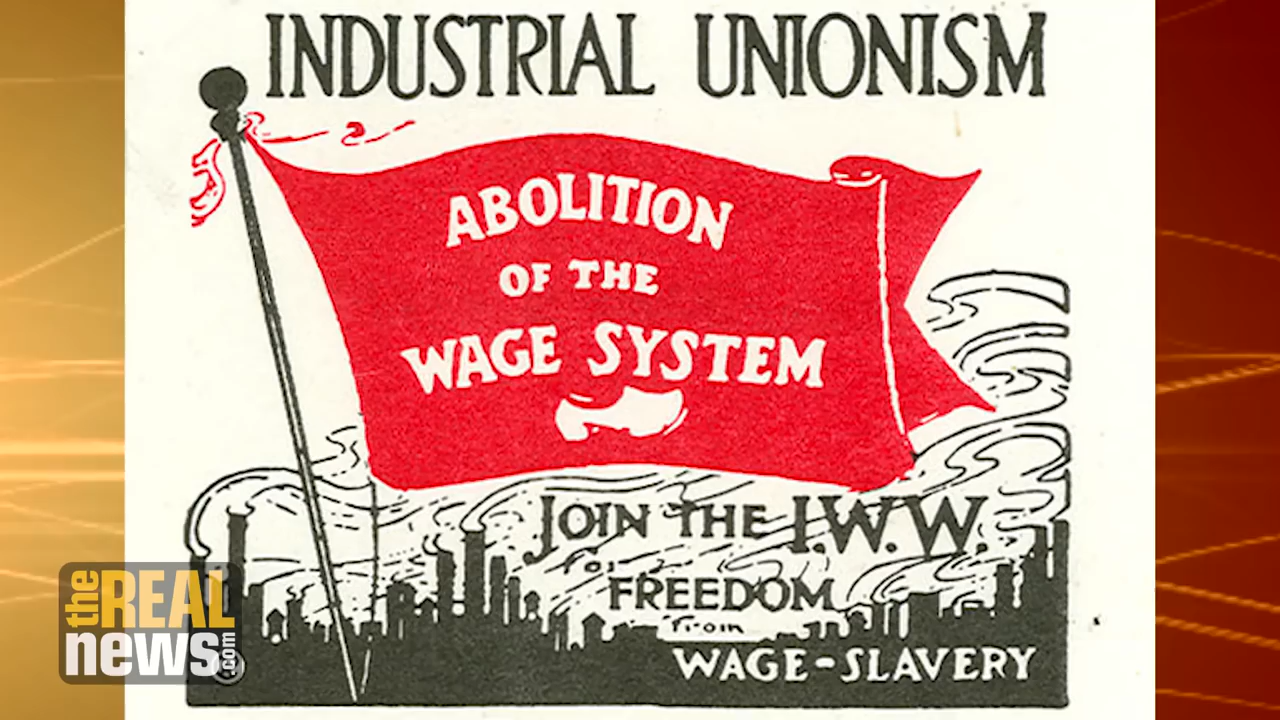 INDUSTRIAL UNIONISM
ABOLITION
OF THE
WAGE SYSTEM
JOIN THE I.W.W.
For
FREEDOM
From
WAGE-SLAVERY
the REAL
news.com